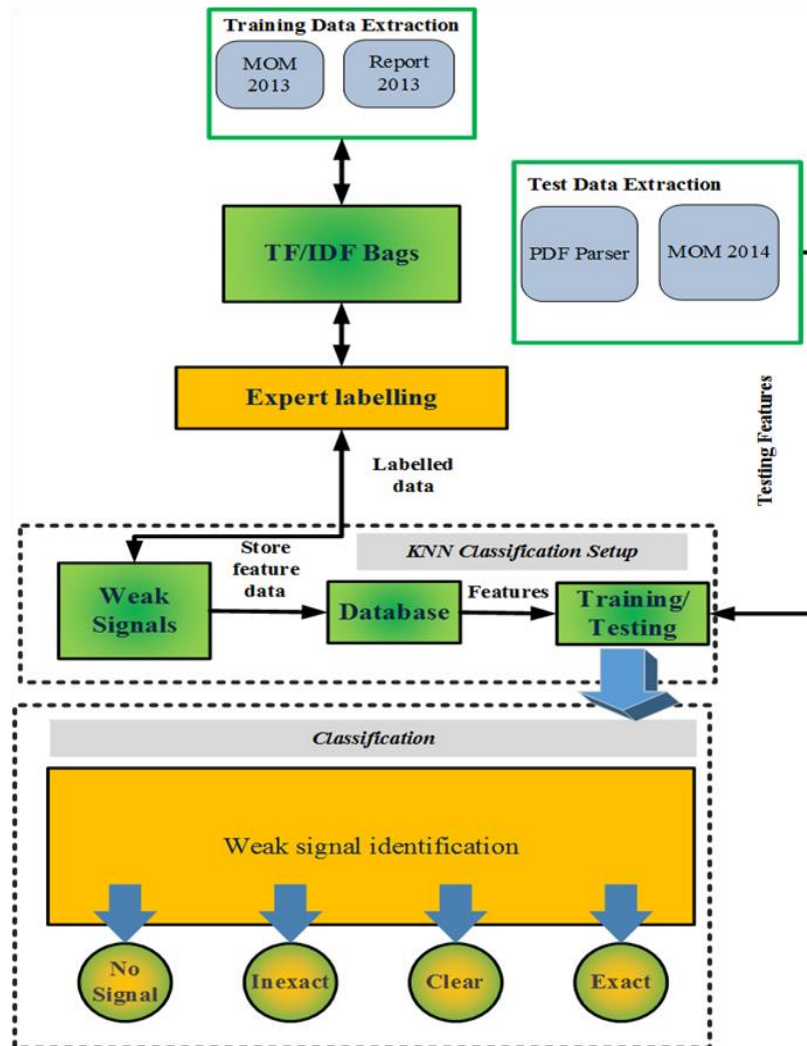 Training Data Extraction
MOM
2013
Report
2013
Test Data Extraction
PDF Parser
MOM 2014
TF/IDF Bags
Expert labelling
Testing Features
Labelled
data
KNN Classification Setup
Store
feature
data
Weak
Signals
Database
Features
Training/
Testing
Classification
Weak signal identification
No
Signal
Inexact
Clear
Exact